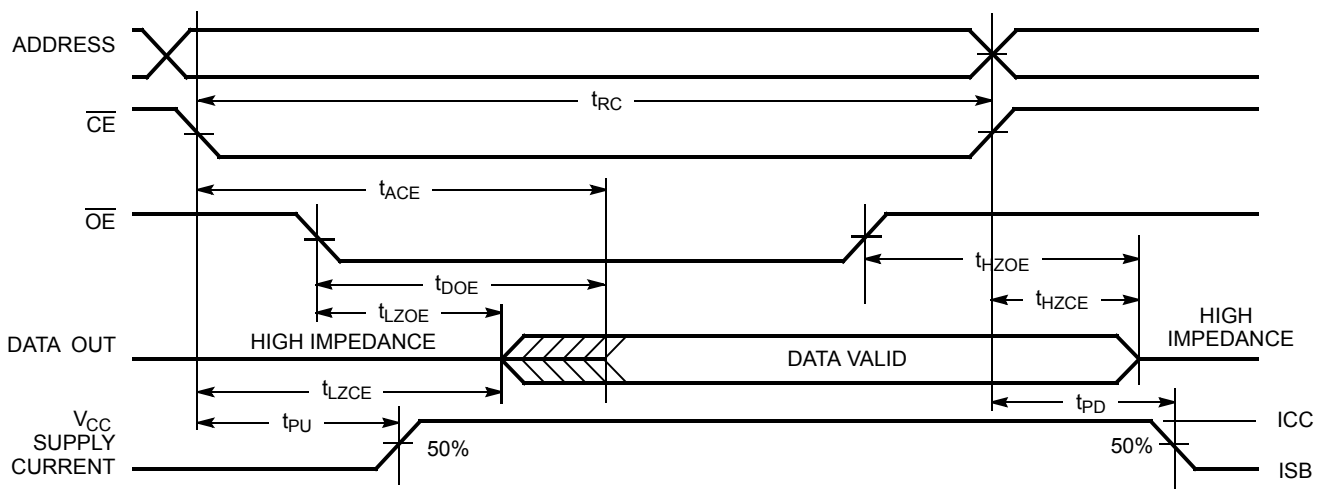 ADDRESS
tRC
CE
tACE
OE
tHZOE
tDOE
tLZOE
tHZCE
DATA OUT
HIGH IMPEDANCE
DATA VALID
HIGH
IMPEDANCE
tLZCE
tPD
VCC
SUPPLY
CURRENT
tPU
50%
50%
ICC
ISB